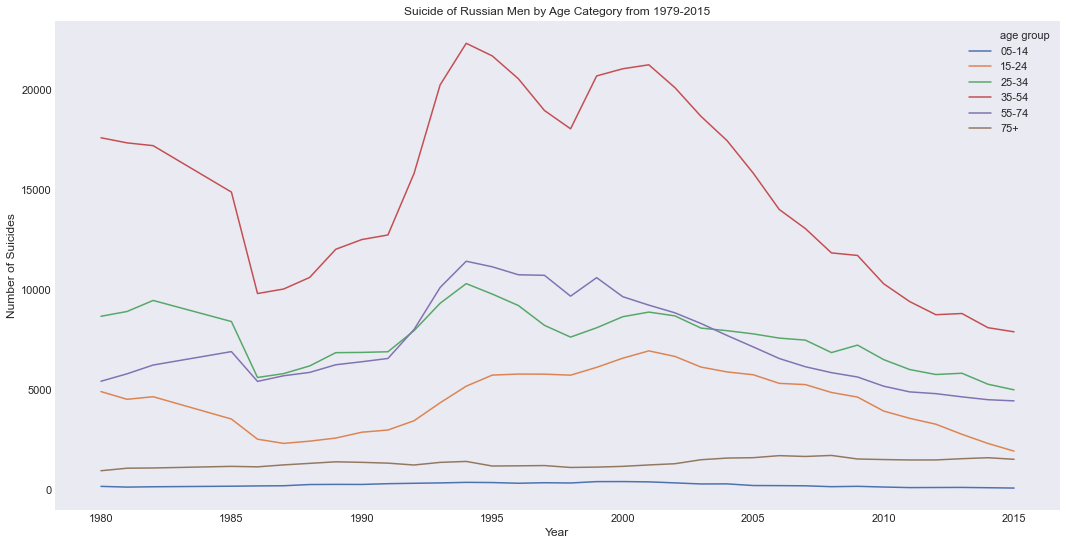 Suicide of Russian Men by Age Category from 1979-2015
age group
05-14
15-24
25-34
35-54
55-74
75+
Number of Suicides
20000
15000
10000
5000
0
1980 1985 1990 1995 2000 2005 2010 2015
Year